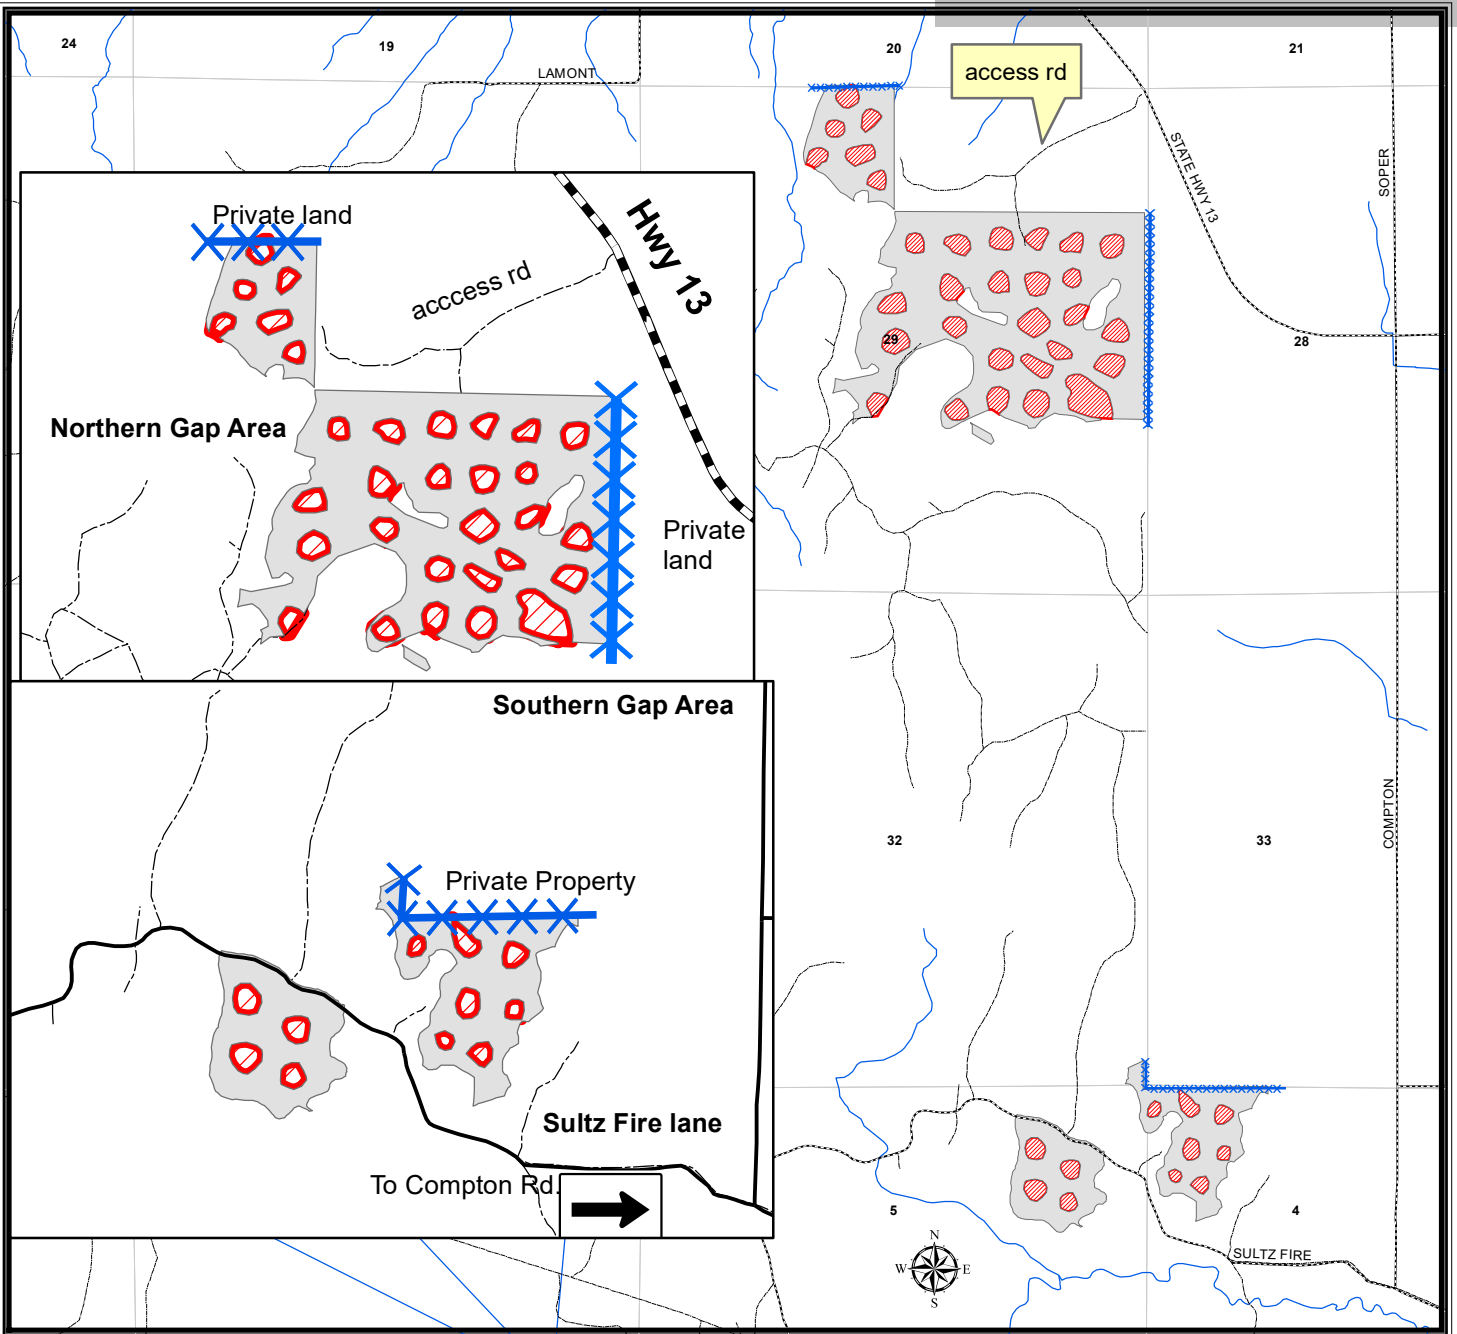 24
19
20
21
LAMONT
access rd
STATE HWY 13
SOPER
Private land
Hwy 13
acccess rd
Northern Gap Area
Private
land
29
28
Southern Gap Area
Private Property
32
33
COMPTON
Sultz Fire lane
To Compton Rd.
5
4
N
W
E
S
SULTZ FIRE